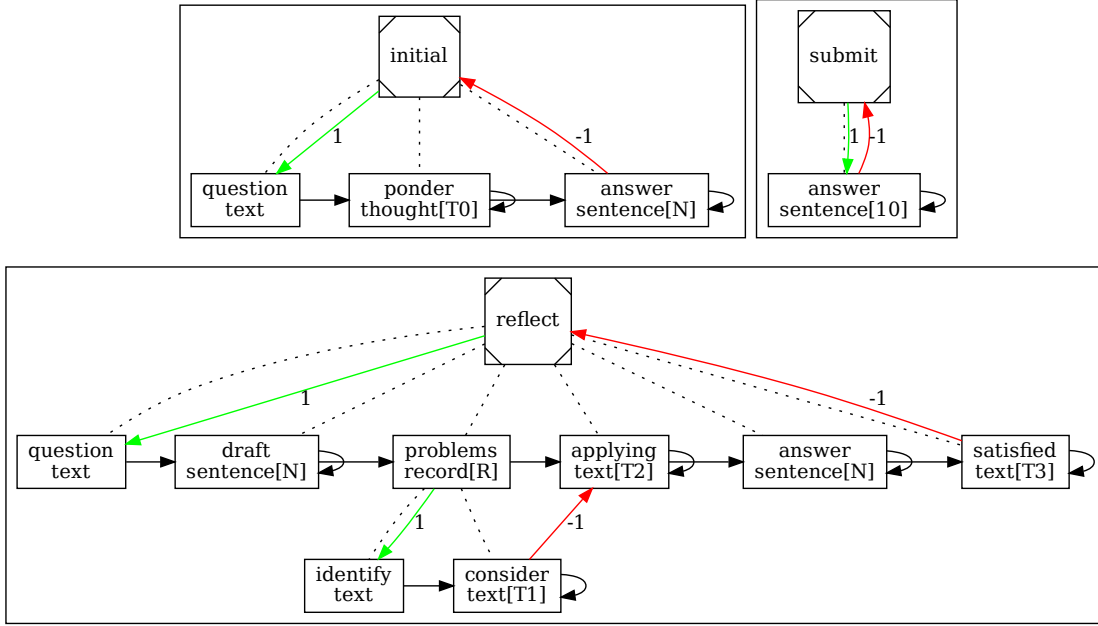 initial
submit
1
-1
1
-1
question
text
ponder
thought[T0]
answer
sentence[N]
answer
sentence[10]
reflect
1
-1
question
text
draft
sentence[N]
problems
record[R]
applying
text[T2]
answer
sentence[N]
satisfied
text[T3]
1
-1
identify
text
consider
text[T1]